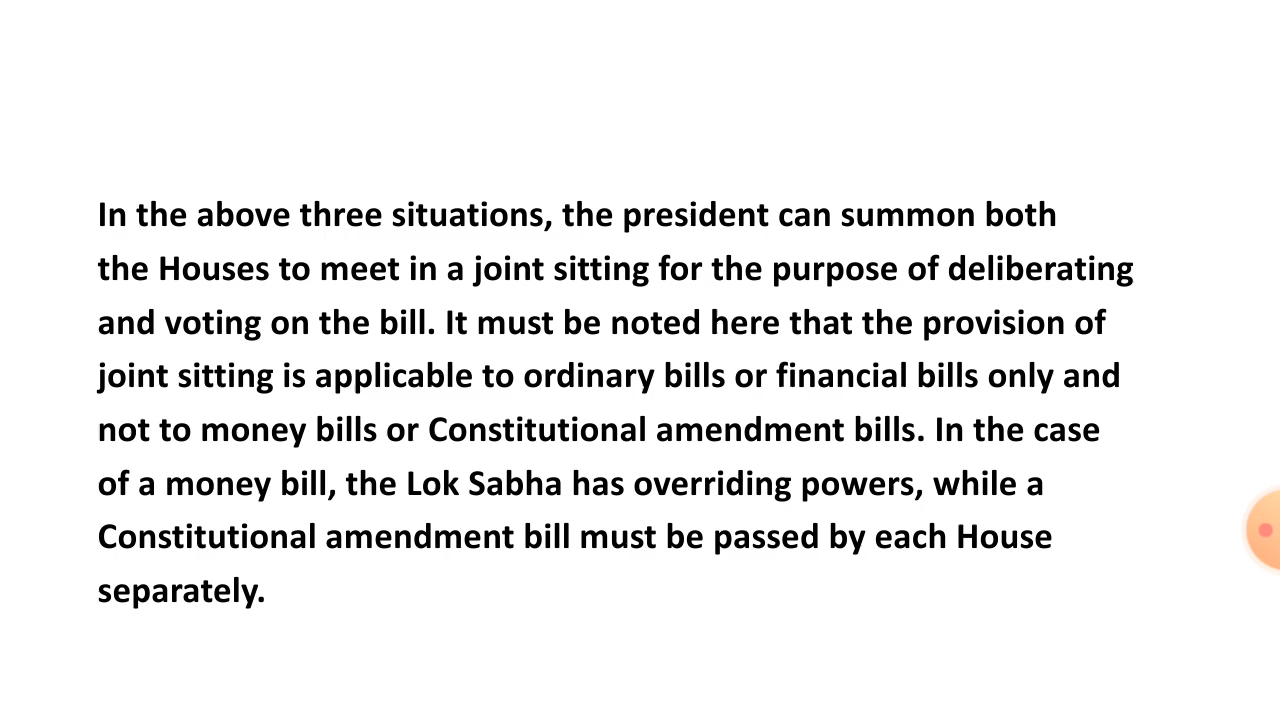 In the above three situations, the president can summon both
the Houses to meet in a joint sitting for the purpose of deliberating
and voting on the bill. It must be noted here that the provision of
joint sitting is applicable to ordinary bills or financial bills only and
not to money bills or Constitutional amendment bills. In the case
of a money bill, the Lok Sabha has overriding powers, while a
Constitutional amendment bill must be passed by each House
separately.